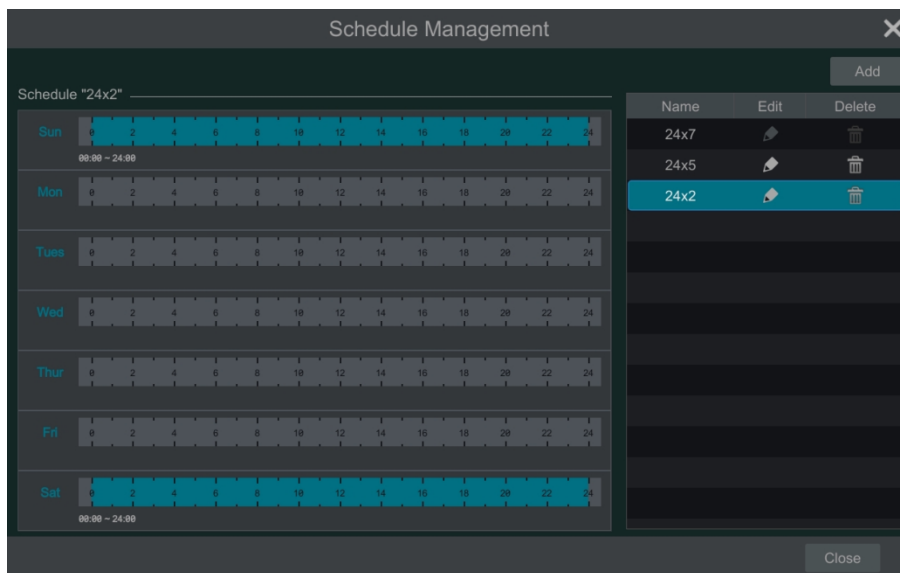 Schedule Management
Add
Schedule "24x2"
Name Edit Delete
Sun 0 2 4 6 8 10 12 14 16 18 20 22 24
00:00 - 24:00
Mon 0 2 4 6 8 10 12 14 16 18 20 22 24
Tues 0 2 4 6 8 10 12 14 16 18 20 22 24
Wed 0 2 4 6 8 10 12 14 16 18 20 22 24
Thur 0 2 4 6 8 10 12 14 16 18 20 22 24
Fri 0 2 4 6 8 10 12 14 16 18 20 22 24
Sat 0 2 4 6 8 10 12 14 16 18 20 22 24
00:00 - 24:00
24x7
24x5
24x2
Close